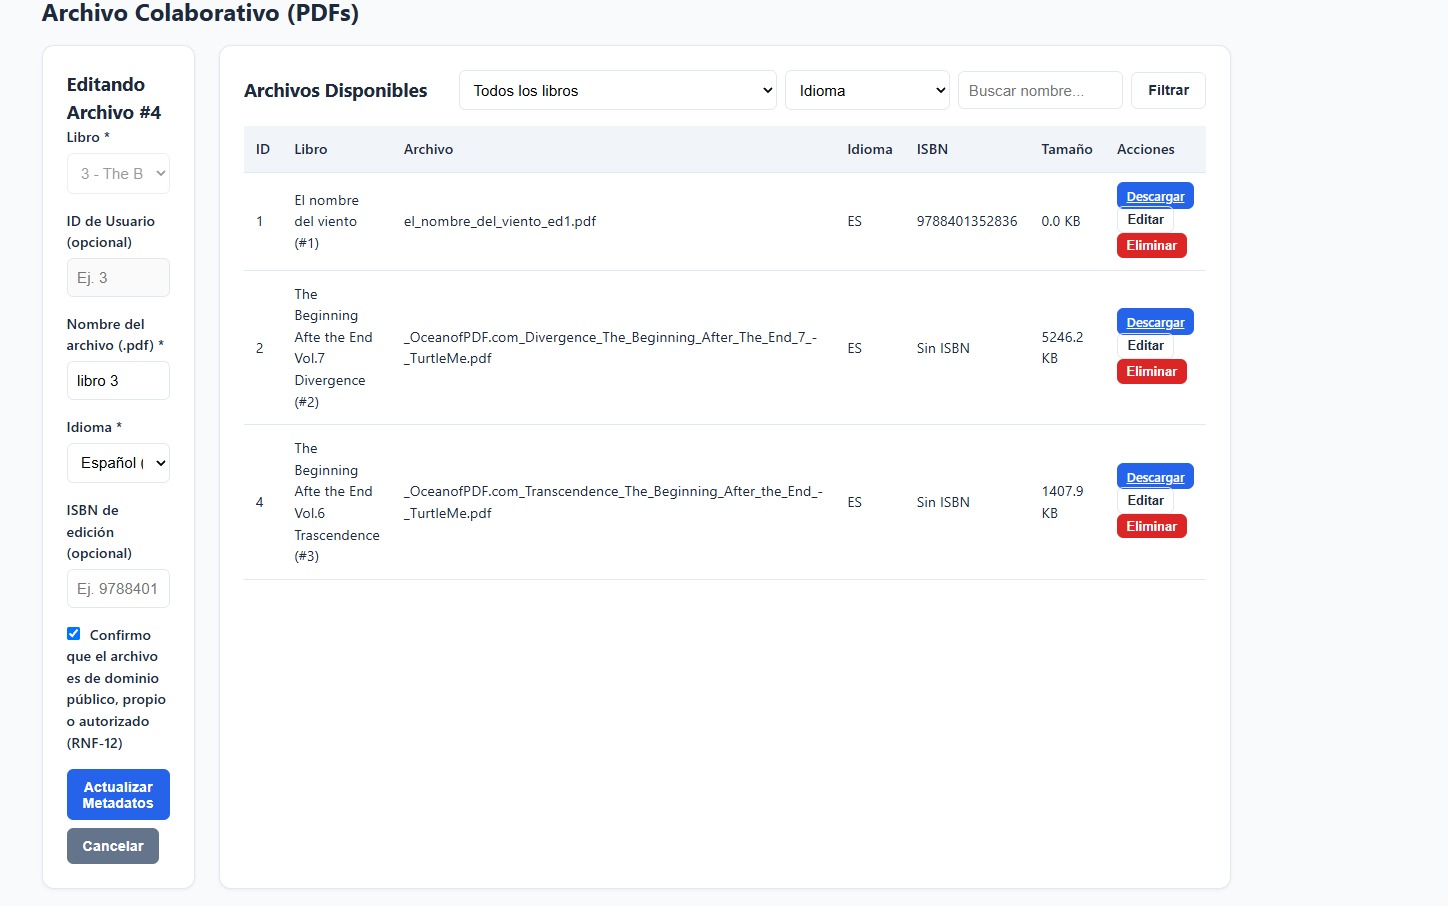 Archivo Colaborativo (PDFs)
Editando
Archivo #4
Libro *
3 - The B
ID de Usuario
(opcional)
Ej. 3
Nombre del
archivo (.pdf) *
libro 3
Idioma *
Español (
ISBN de
edición
(opcional)
Ej. 9788401
Confirmo
que el archivo
es de dominio
público, propio
o autorizado
(RNF-12)
Actualizar
Metadatos
Cancelar
Archivos Disponibles
Todos los libros
Idioma
Buscar nombre...
Filtrar
ID Libro Archivo Idioma ISBN Tamaño Acciones
1
El nombre
del viento
(#1)
el_nombre_del_viento_ed1.pdf
ES
9788401352836
0.0 KB
Descargar
Editar
Eliminar
2
The
Beginning
Afte the End
Vol.7
Divergence
(#2)
_OceanofPDF.com_Divergence_The_Beginning_After_The_End_7_-
_TurtleMe.pdf
ES
Sin ISBN
5246.2
KB
Descargar
Editar
Eliminar
4
The
Beginning
Afte the End
Vol.6
Trascendence
(#3)
_OceanofPDF.com_Transcendence_The_Beginning_After_the_End_-
_TurtleMe.pdf
ES
Sin ISBN
1407.9
KB
Descargar
Editar
Eliminar